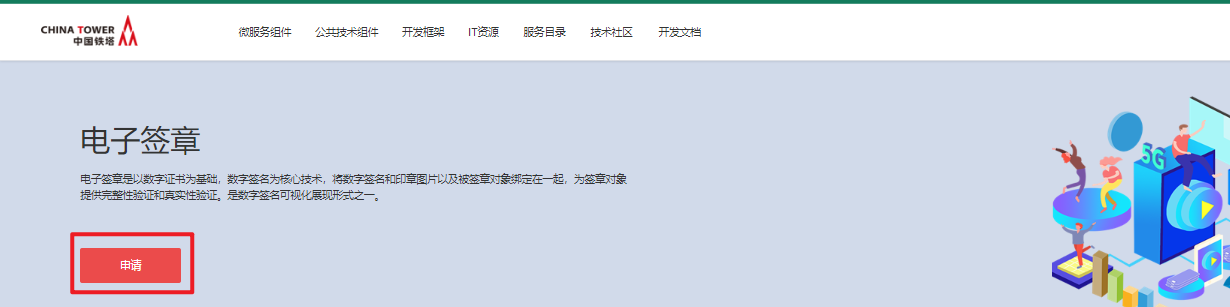 CHINA TOWER
中国铁塔
微服务组件 公共技术组件 开发框架 IT资源 服务目录 技术社区 开发文档
电子签章
电子签章是以数字证书为基础，数字签名为核心技术，将数字签名和印章图片以及被签章对象绑定在一起，为签章对象
提供完整性验证和真实性验证。是数字签名可视化展现形式之一。
5G
申请